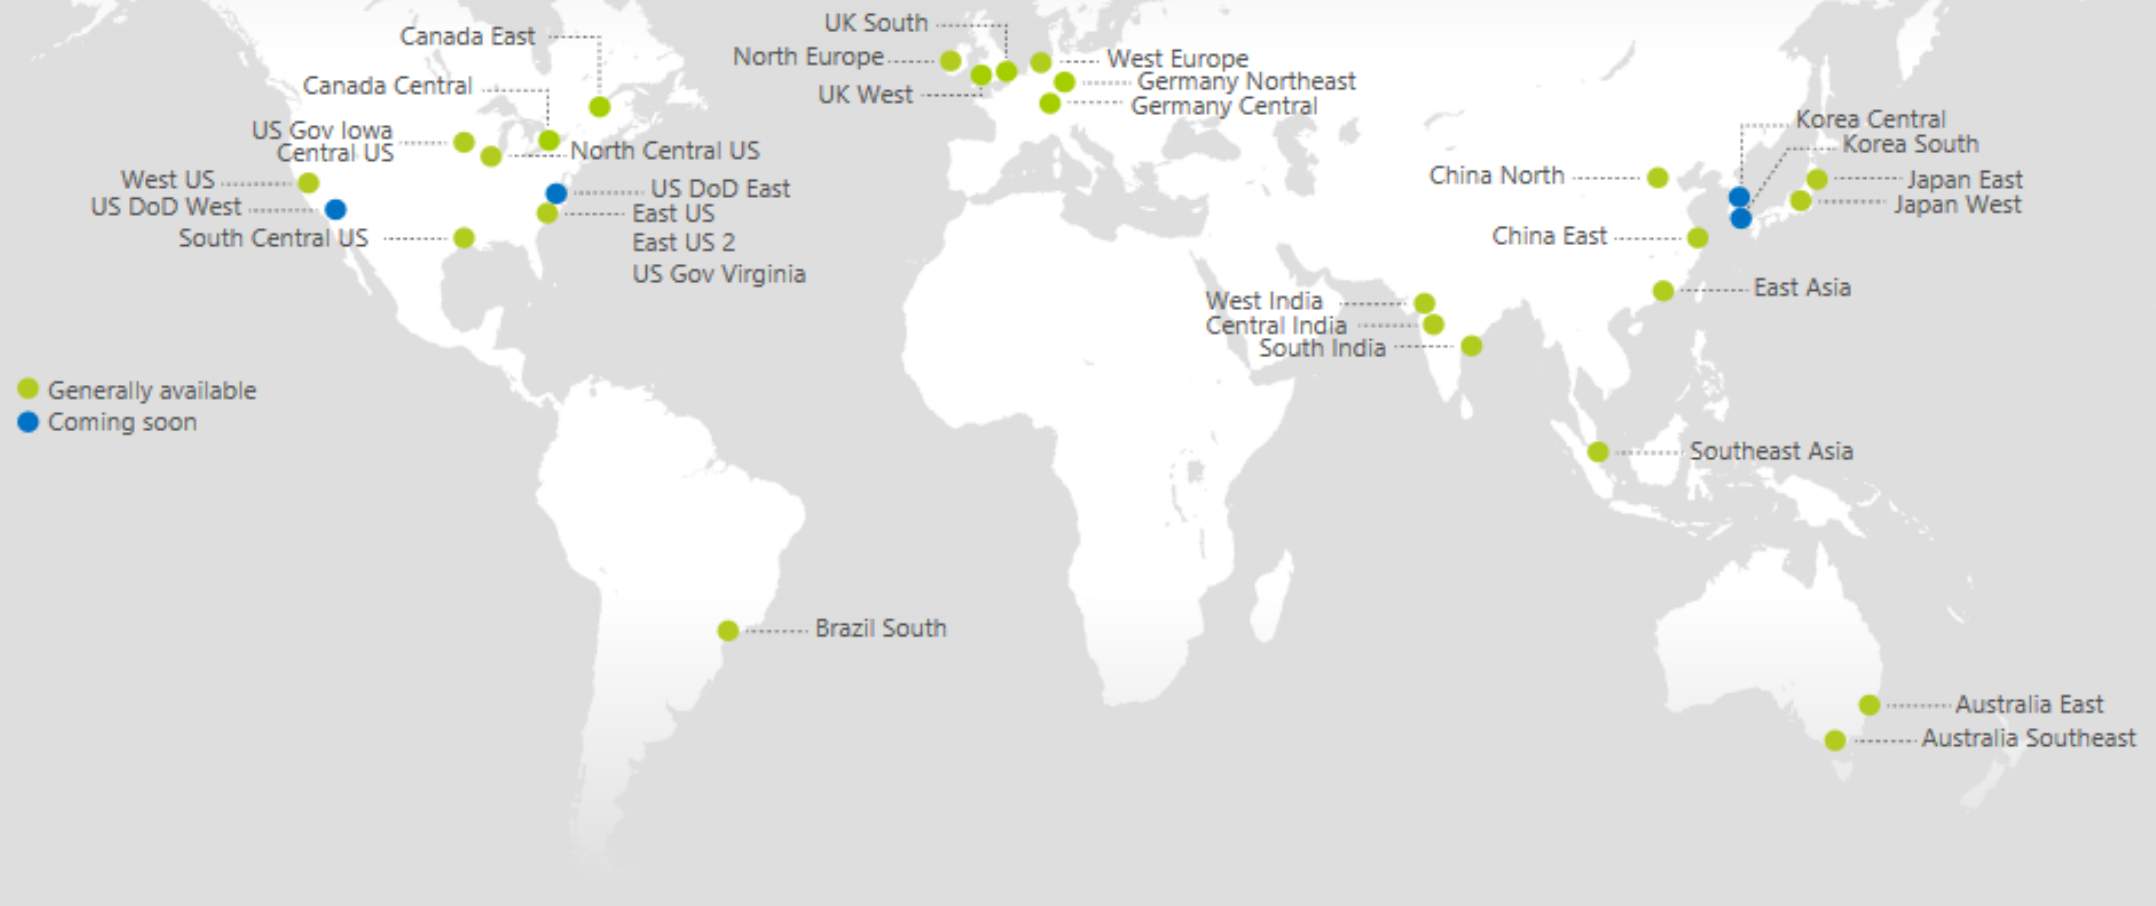 UK South
Canada East
North Europe
West Europe
Germany Northeast
Canada Central
UK West
Germany Central
Korea Central
US Gov Iowa
Korea South
Central US
North Central US
China North
West US
Japan East
US DoD East
US DoD West
Japan West
East US
South Central US
China East
East US 2
US Gov Virginia
East Asia
West India
Central India
South India
Generally available
Coming soon
Southeast Asia
Brazil South
Australia East
Australia Southeast